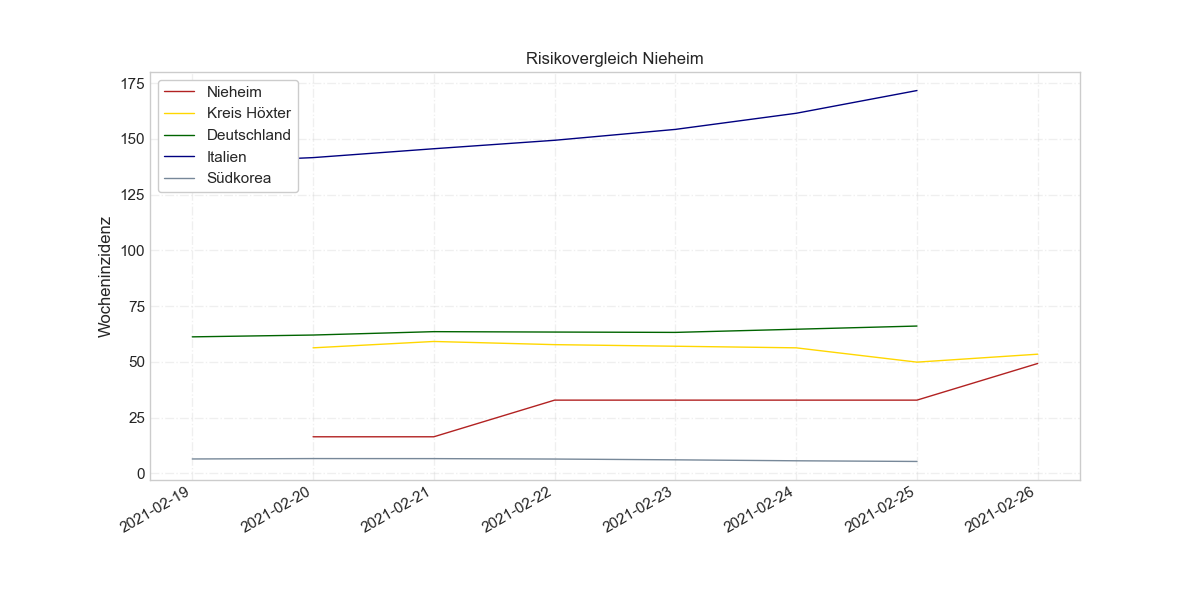 Risikovergleich Nieheim
Wocheninzidenz
175
150
125
100
75
50
25
0
Nieheim
Kreis Höxter
Deutschland
Italien
Südkorea
2021-02-19
2021-02-20
2021-02-21
2021-02-22
2021-02-23
2021-02-24
2021-02-25
2021-02-26